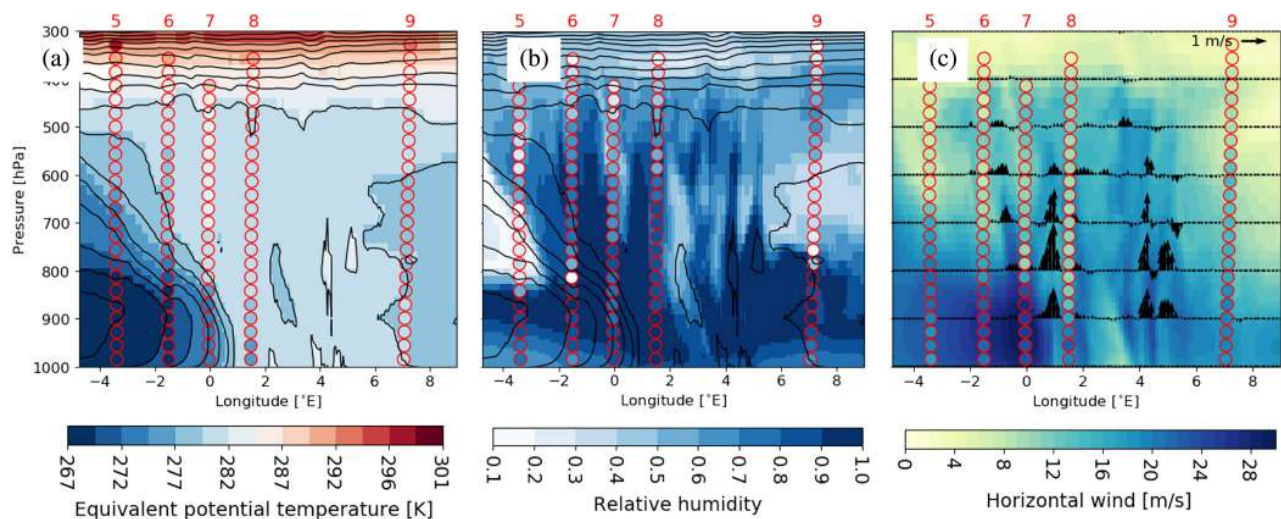 5 6 7 8 9 5 6 7 8 9 5 6 7 8 9
(a) (b) (c) 1 m/s
300
400
500
600
700
800
900
1000
Pressure [hPa]
−4 −2 0 2 4 6 8 −4 −2 0 2 4 6 8 −4 −2 0 2 4 6 8
Longitude [°E] Longitude [°E] Longitude [°E]
267 272 277 282 287 292 296 301
Equivalent potential temperature [K]
0.1 0.2 0.3 0.4 0.5 0.6 0.7 0.8 0.9 1.0
Relative humidity
0 4 8 12 16 20 24 28
Horizontal wind [m/s]